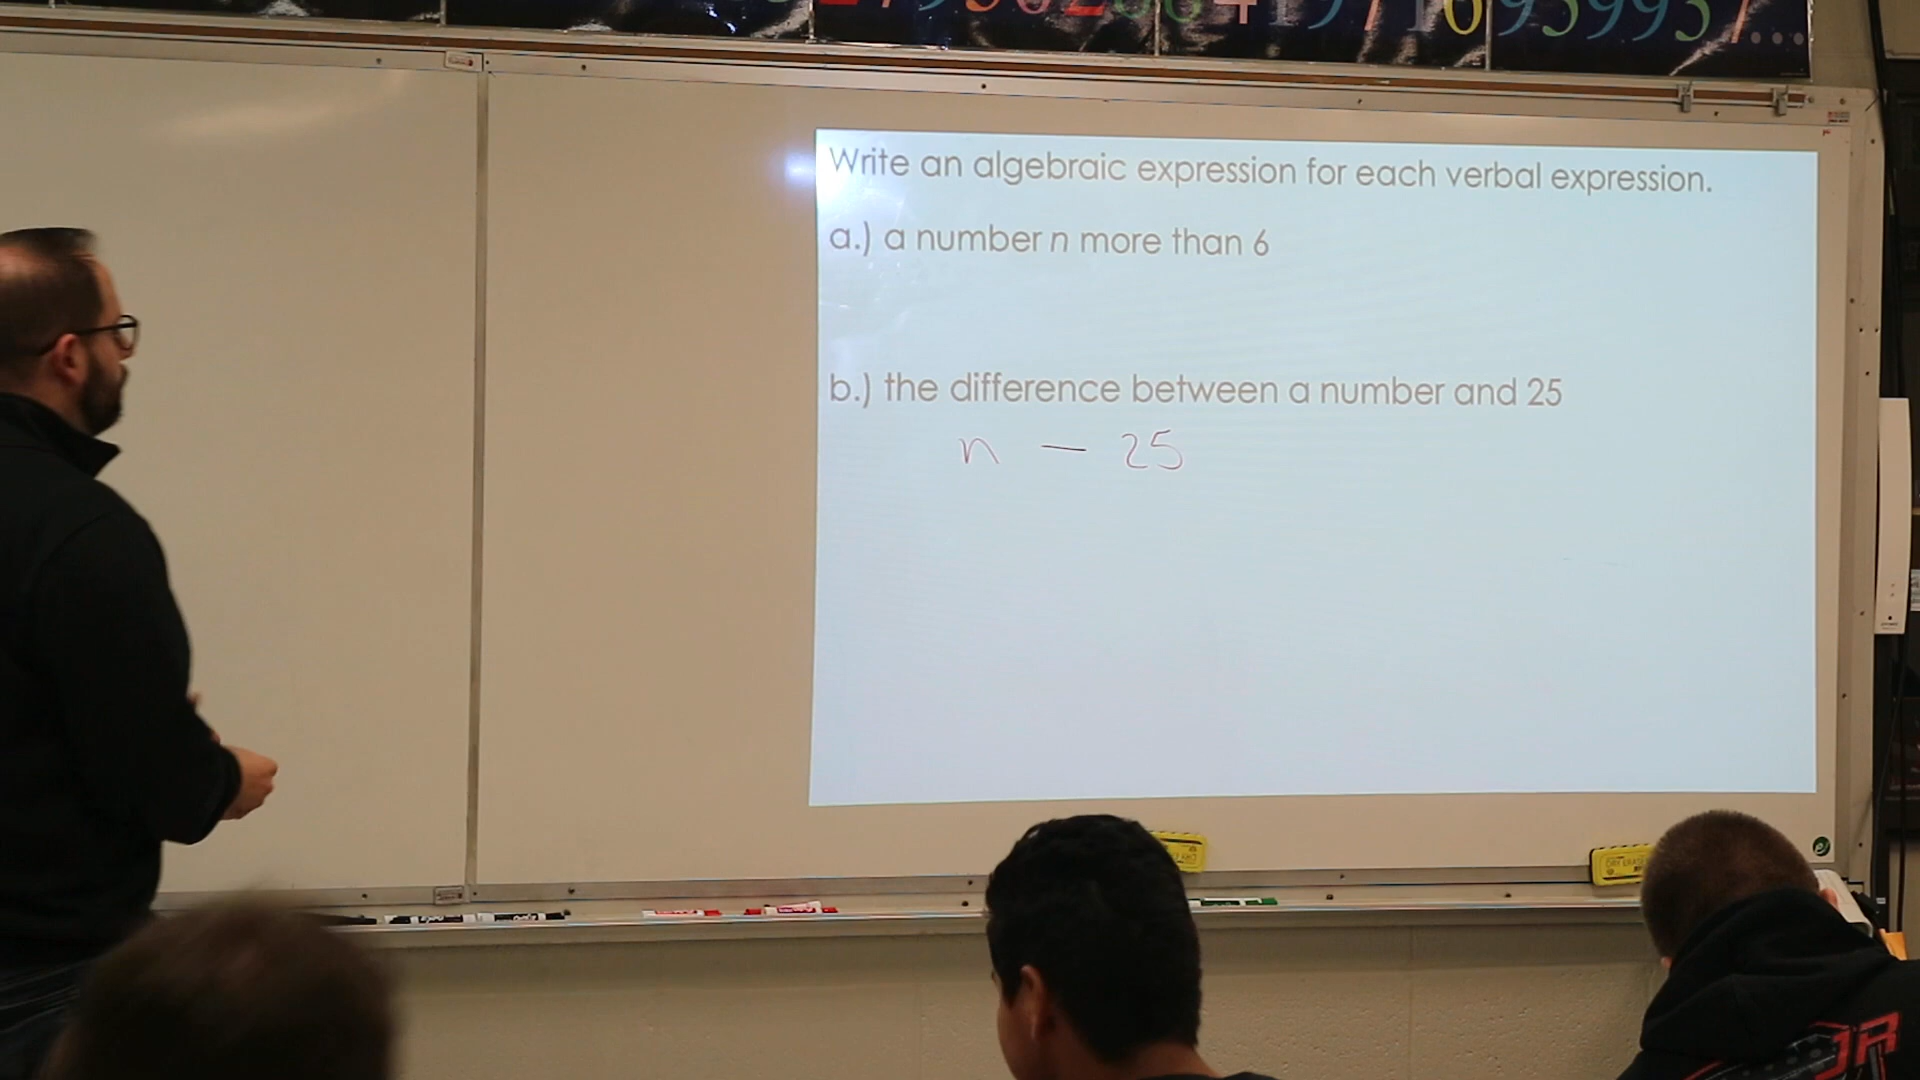 Write an algebraic expression for each verbal expression.
a.) a number n more than 6
b.) the difference between a number and 25
n – 25